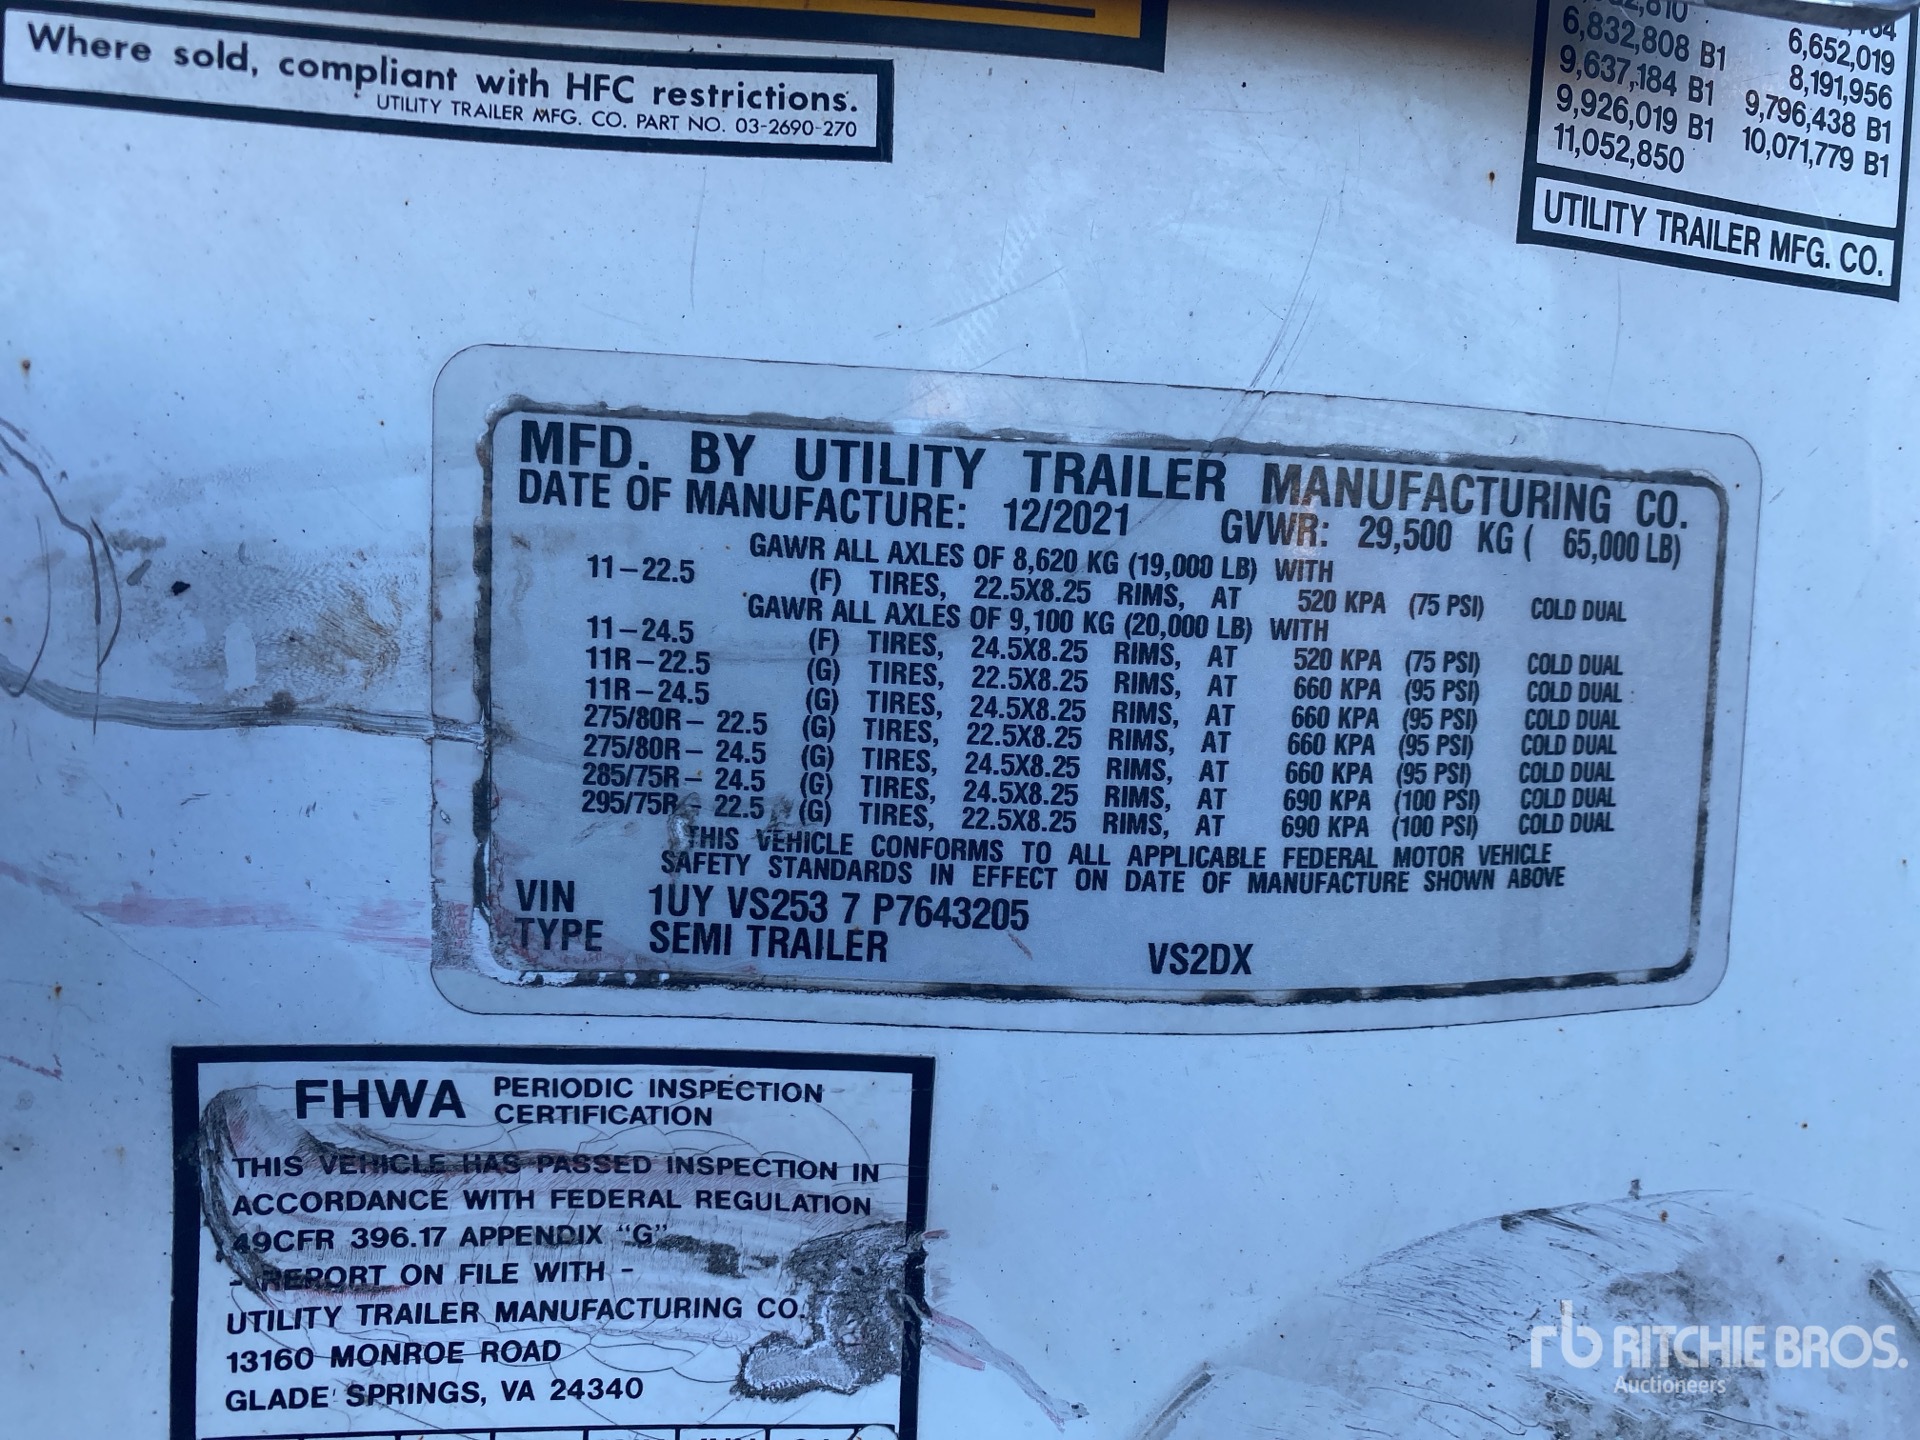 Where sold, compliant with HFC restrictions.
UTILITY TRAILER MFG. CO. PART NO. 03-2690-270
6,832,808 B1 6,652,019
9,637,184 B1 8,191,956
9,926,019 B1 9,796,438 B1
11,052,850 10,071,779 B1
UTILITY TRAILER MFG. CO.
MFD. BY UTILITY TRAILER MANUFACTURING CO.
DATE OF MANUFACTURE: 12/2021 GVWR: 29,500 KG ( 65,000 LB)
GAWR ALL AXLES OF 8,620 KG (19,000 LB) WITH
11-22.5 (F) TIRES, 22.5X8.25 RIMS, AT 520 KPA (75 PSI) COLD DUAL
GAWR ALL AXLES OF 9,100 KG (20,000 LB) WITH
11-24.5 (F) TIRES, 24.5X8.25 RIMS, AT 520 KPA (75 PSI) COLD DUAL
11R-22.5 (G) TIRES, 22.5X8.25 RIMS, AT 660 KPA (95 PSI) COLD DUAL
11R-24.5 (G) TIRES, 24.5X8.25 RIMS, AT 660 KPA (95 PSI) COLD DUAL
275/80R- 22.5 (G) TIRES, 22.5X8.25 RIMS, AT 660 KPA (95 PSI) COLD DUAL
275/80R- 24.5 (G) TIRES, 24.5X8.25 RIMS, AT 660 KPA (95 PSI) COLD DUAL
285/75R- 24.5 (G) TIRES, 24.5X8.25 RIMS, AT 690 KPA (100 PSI) COLD DUAL
295/75R- 22.5 (G) TIRES, 22.5X8.25 RIMS, AT 690 KPA (100 PSI) COLD DUAL
THIS VEHICLE CONFORMS TO ALL APPLICABLE FEDERAL MOTOR VEHICLE
SAFETY STANDARDS IN EFFECT ON DATE OF MANUFACTURE SHOWN ABOVE
VIN 1UY VS253 7 P7643205
TYPE SEMI TRAILER VS2DX
FHWA PERIODIC INSPECTION
CERTIFICATION
THIS VEHICLE HAS PASSED INSPECTION IN
ACCORDANCE WITH FEDERAL REGULATION
49CFR 396.17 APPENDIX "G"
- REPORT ON FILE WITH -
UTILITY TRAILER MANUFACTURING CO.
13160 MONROE ROAD
GLADE SPRINGS, VA 24340
rb RITCHIE BROS.
Auctioneers